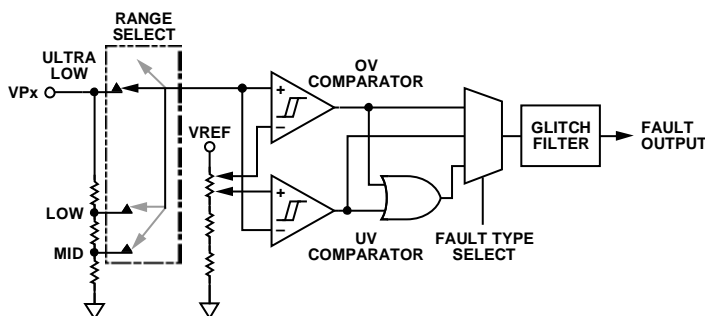 RANGE
SELECT
ULTRA
LOW
VPx
OV
COMPARATOR
+
−
VREF
GLITCH
FILTER
FAULT
OUTPUT
+
−
LOW
MID
UV
COMPARATOR
FAULT TYPE
SELECT